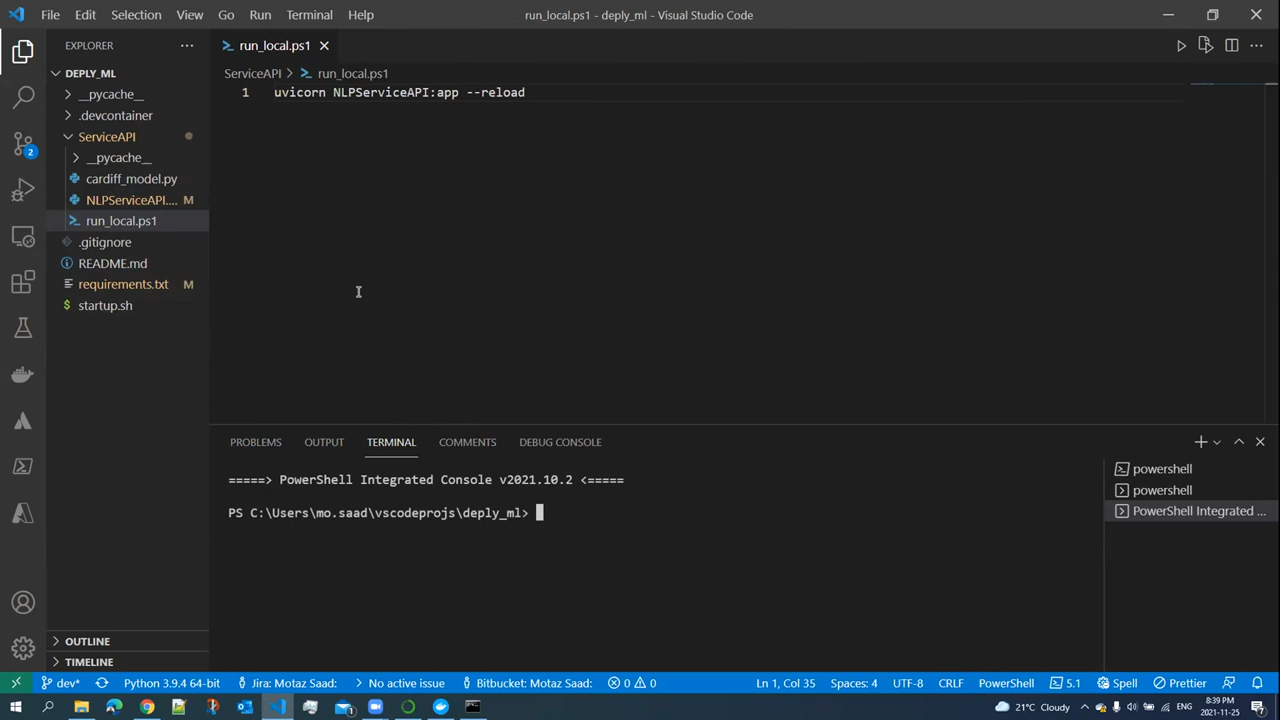 File Edit Selection View Go Run Terminal Help
run_local.ps1 - deply_ml - Visual Studio Code
EXPLORER
run_local.ps1
DEPLY_ML
ServiceAPI > run_local.ps1
1 uvicorn NLPServiceAPI:app --reload
__pycache__
.devcontainer
ServiceAPI
__pycache__
cardiff_model.py
NLPServiceAPI.... M
run_local.ps1
.gitignore
README.md
requirements.txt M
startup.sh
2
OUTLINE
TIMELINE
PROBLEMS OUTPUT TERMINAL COMMENTS DEBUG CONSOLE
=====> PowerShell Integrated Console v2021.10.2 <=====
PS C:\Users\mo.saad\vscodeprojs\deply_ml>
powershell
powershell
PowerShell Integrated ...
dev* Python 3.9.4 64-bit Jira: Motaz Saad: No active issue Bitbucket: Motaz Saad: 0 0 Ln 1, Col 35 Spaces: 4 UTF-8 CRLF PowerShell 5.1 Spell Prettier
21°C Cloudy ENG 8:39 PM
2021-11-25